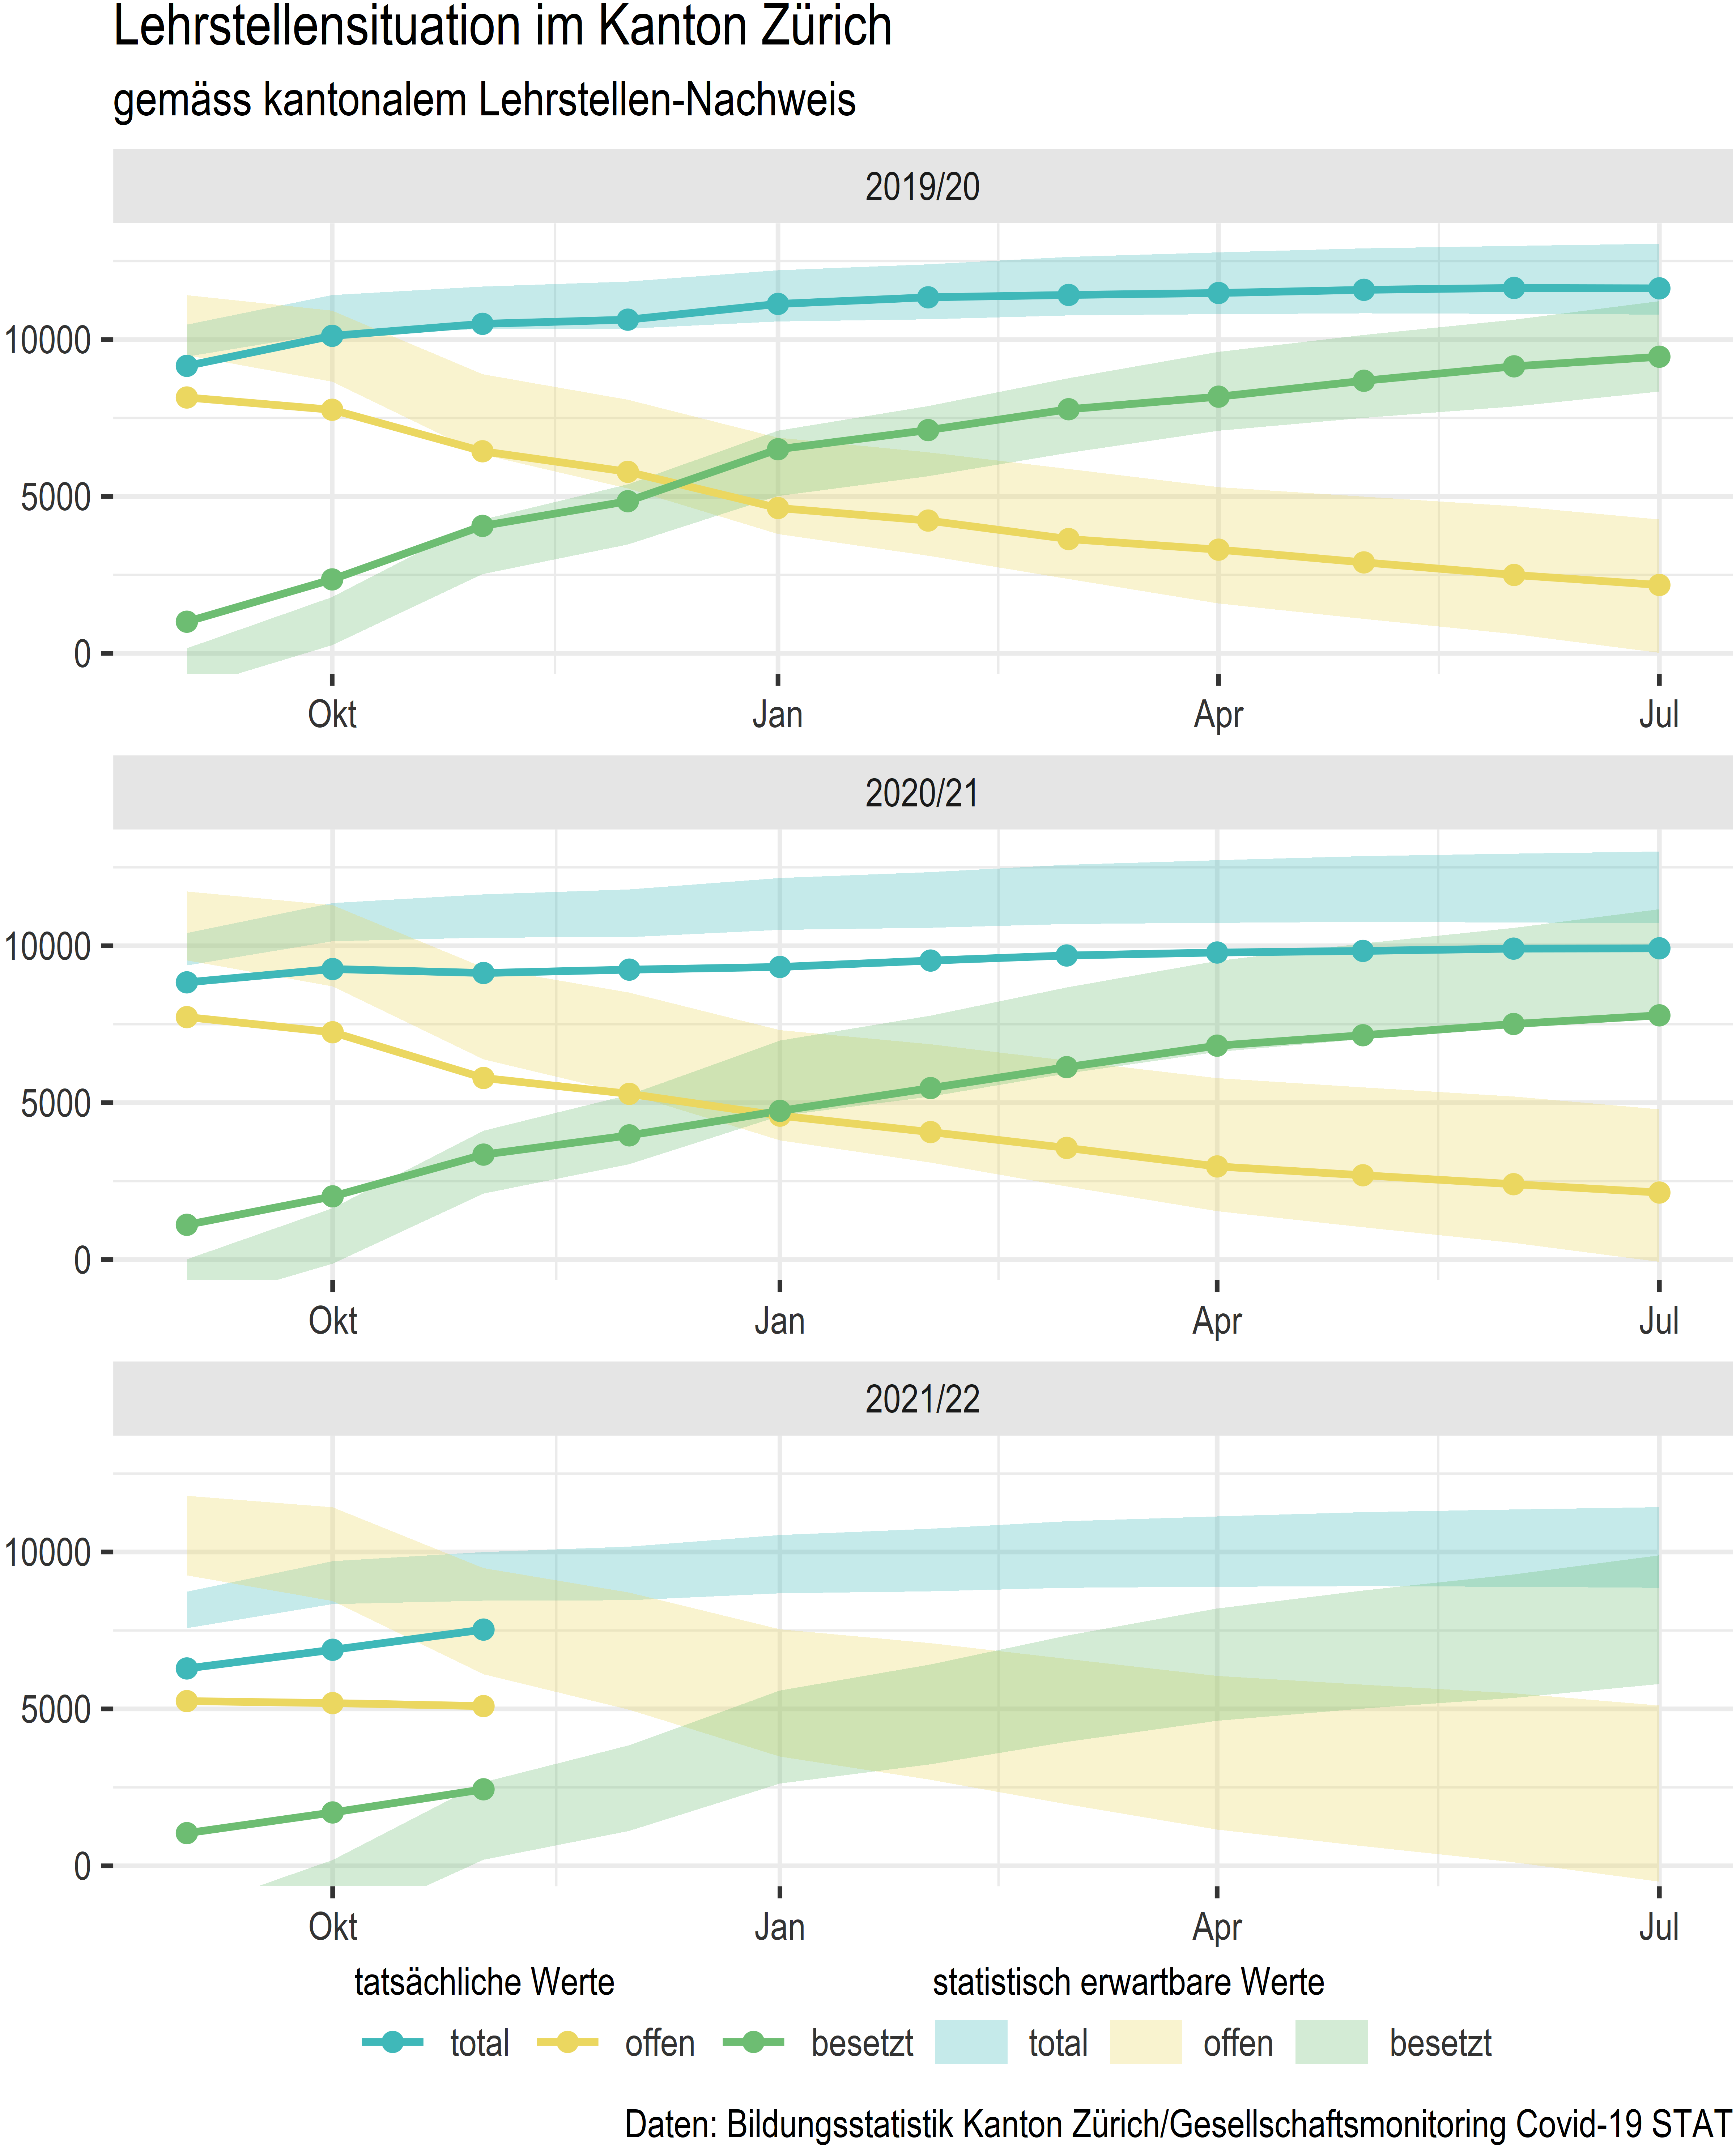 Lehrstellensituation im Kanton Zürich
gemäss kantonalem Lehrstellen-Nachweis
2019/20
10000
5000
0
Okt Jan Apr Jul
2020/21
10000
5000
0
Okt Jan Apr Jul
2021/22
10000
5000
0
Okt Jan Apr Jul
tatsächliche Werte statistisch erwartbare Werte
total offen besetzt total offen besetzt
Daten: Bildungsstatistik Kanton Zürich/Gesellschaftsmonitoring Covid-19 STAT